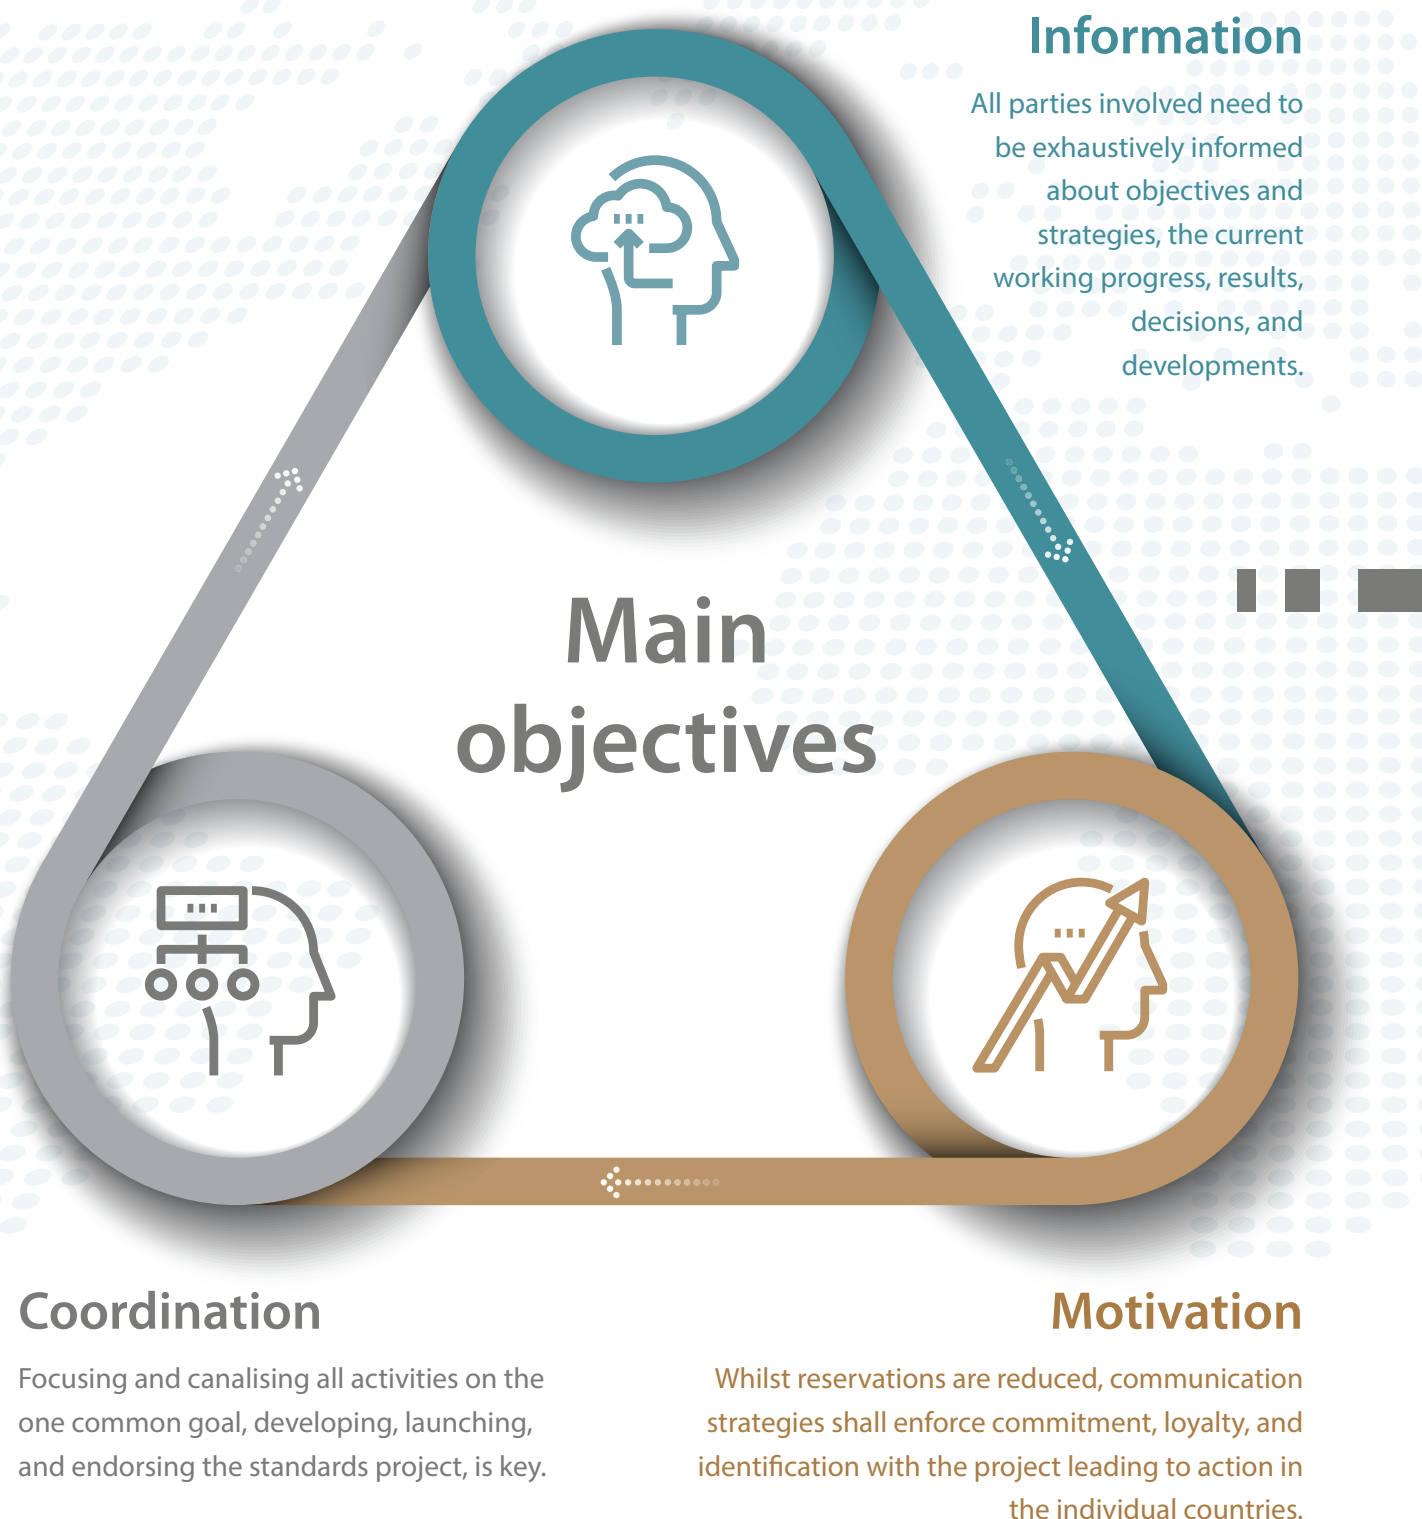 Information
All parties involved need to
be exhaustively informed
about objectives and
strategies, the current
working progress, results,
decisions, and
developments.
Main
objectives
Coordination
Focusing and canalising all activities on the
one common goal, developing, launching,
and endorsing the standards project, is key.
Motivation
Whilst reservations are reduced, communication
strategies shall enforce commitment, loyalty, and
identification with the project leading to action in
the individual countries.